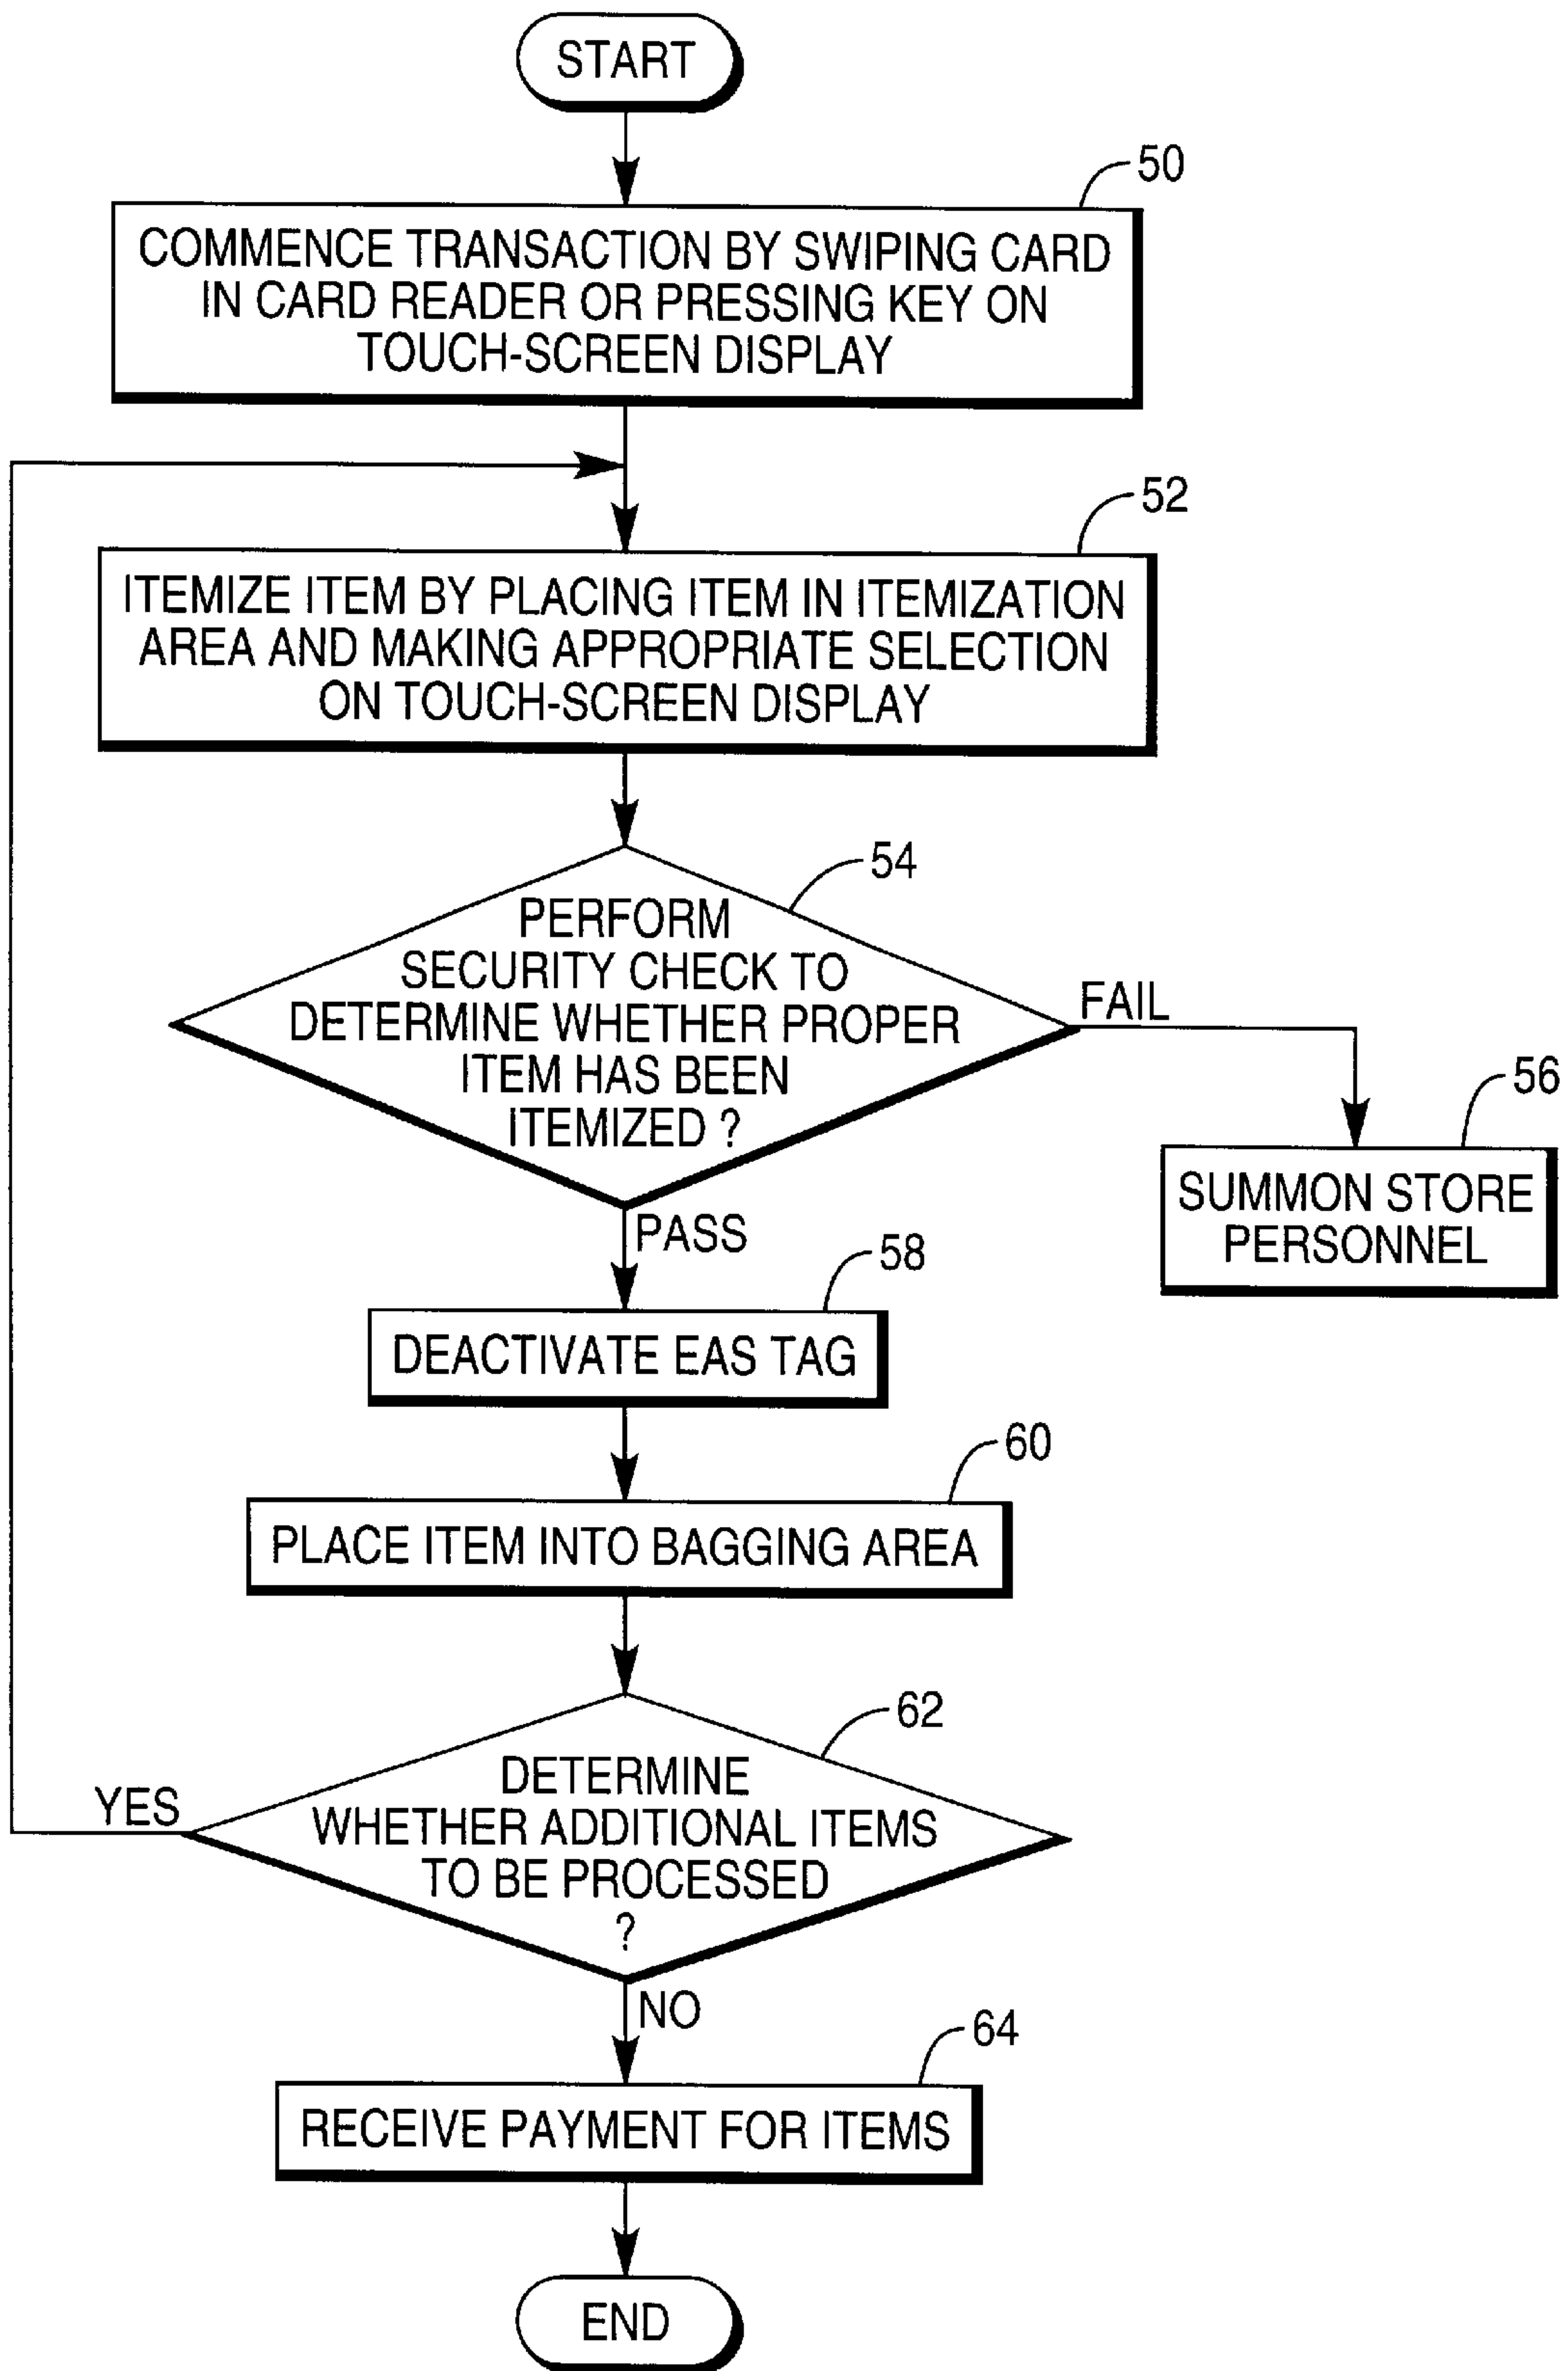 START
50
COMMENCE TRANSACTION BY SWIPING CARD
IN CARD READER OR PRESSING KEY ON
TOUCH-SCREEN DISPLAY
52
ITEMIZE ITEM BY PLACING ITEM IN ITEMIZATION
AREA AND MAKING APPROPRIATE SELECTION
ON TOUCH-SCREEN DISPLAY
54
PERFORM
SECURITY CHECK TO
DETERMINE WHETHER PROPER
ITEM HAS BEEN
ITEMIZED ?
FAIL
56
SUMMON STORE
PERSONNEL
PASS
58
DEACTIVATE EAS TAG
60
PLACE ITEM INTO BAGGING AREA
62
DETERMINE
WHETHER ADDITIONAL ITEMS
TO BE PROCESSED
?
YES
NO
64
RECEIVE PAYMENT FOR ITEMS
END